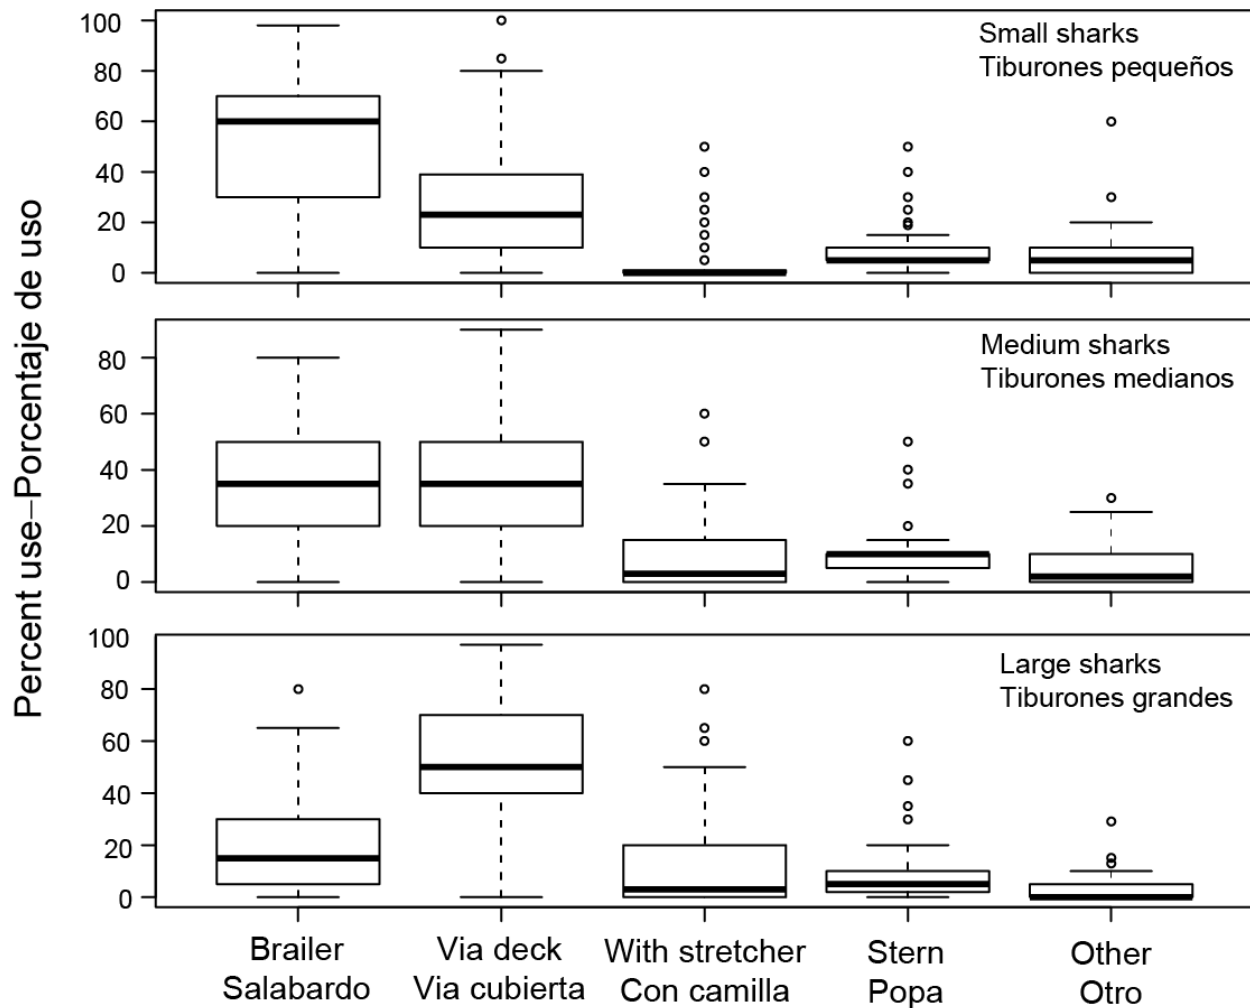 Percent use–Porcentaje de uso
100
80
60
40
20
0
Small sharks
Tiburones pequeños
80
60
40
20
0
Medium sharks
Tiburones medianos
100
80
60
40
20
0
Large sharks
Tiburones grandes
Brailer
Salabardo
Via deck
Via cubierta
With stretcher
Con camilla
Stern
Popa
Other
Otro